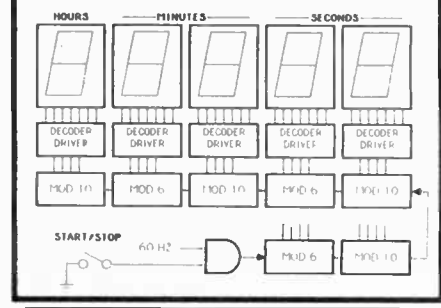 HOURS MINUTES SECONDS
DECODER DRIVER DECODER DRIVER DECODER DRIVER DECODER DRIVER DECODER DRIVER
MOD 10 MOD 6 MOD 10 MOD 6 MOD 10
START/STOP
60 HZ
MOD 6 MOD 10